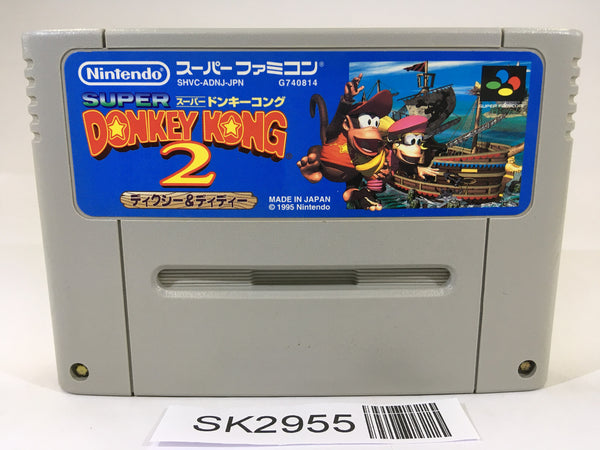 Nintendo スーパーファミコン®
SHVC-ADNJ-JPN G740814
SUPER スーパードンキーコング
DONKEY KONG
2
ディクシー&ディディー
MADE IN JAPAN
© 1995 Nintendo
SUPER FAMICOM
SK2955